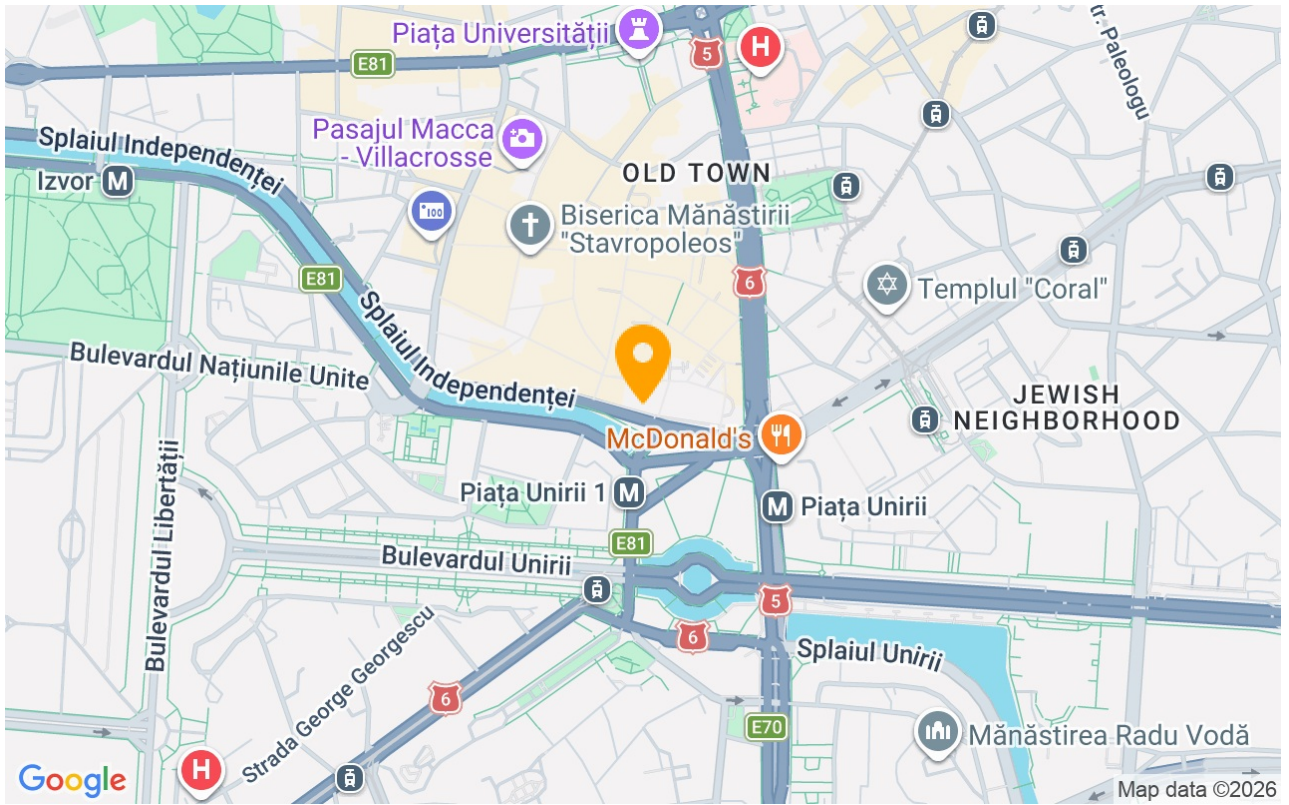 Piața Universității
5
H
tr. Paleologu
E81
Pasajul Macca
- Villacrosse
Splaiul Independenței
Izvor M
OLD TOWN
100
Biserica Mănăstirii
"Stavropoleos"
E81
6
Templul "Coral"
Splaiul Independenței
Bulevardul Națiunile Unite
JEWISH
NEIGHBORHOOD
McDonald's
Bulevardul Libertății
Piața Unirii 1 M
M Piața Unirii
E81
Bulevardul Unirii
5
6
Splaiul Unirii
Strada George Georgescu
6
E70
Mănăstirea Radu Vodă
H
Google
Map data ©2026